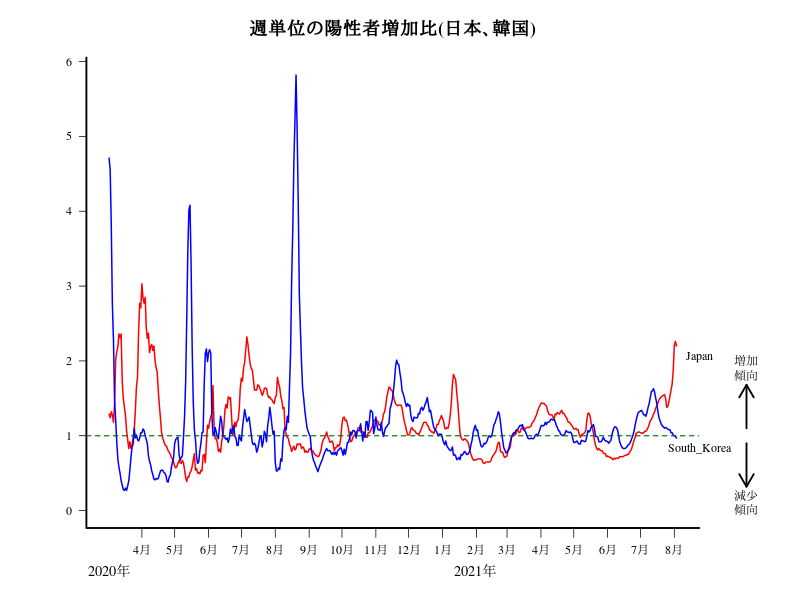 週単位の陽性者増加比(日本、韓国)
6
5
4
3
2
1
0
Japan
South_Korea
増加
傾向
減少
傾向
4月 5月 6月 7月 8月 9月 10月 11月 12月 1月 2月 3月 4月 5月 6月 7月 8月
2020年 2021年